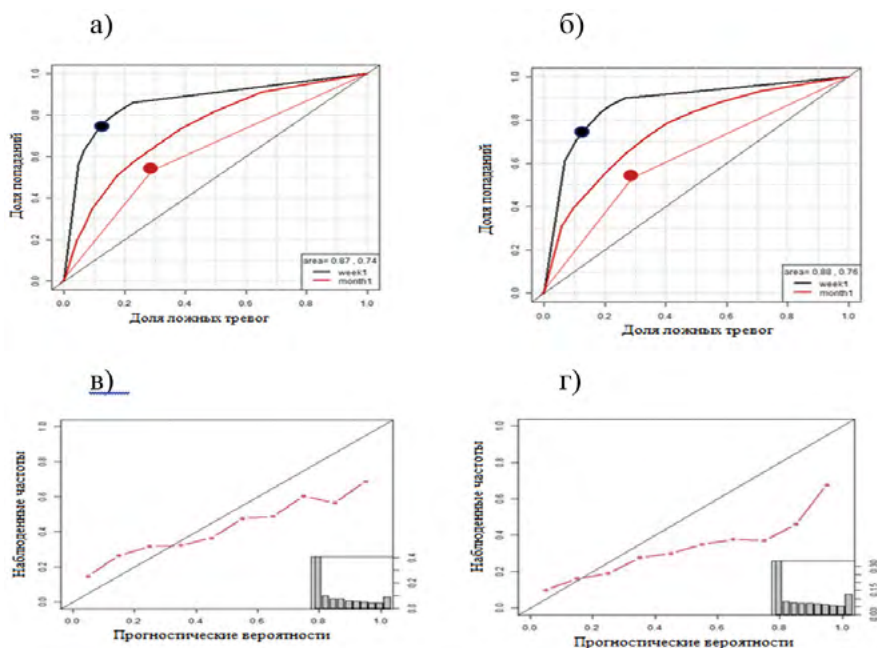 а)
Доля попаданий
1.0
0.8
0.6
0.4
0.2
0.0
area= 0.87 , 0.74
week1
month1
0.0 0.2 0.4 0.6 0.8 1.0
Доля ложных тревог
б)
Доля попаданий
1.0
0.8
0.6
0.4
0.2
0.0
area= 0.88 , 0.76
week1
month1
0.0 0.2 0.4 0.6 0.8 1.0
Доля ложных тревог
в)
Наблюденные частоты
1.0
0.8
0.6
0.4
0.2
0.0
0.4
0.2
0.0
0.0 0.2 0.4 0.6 0.8 1.0
Прогностические вероятности
г)
Наблюденные частоты
1.0
0.8
0.6
0.4
0.2
0.0
0.30
0.15
0.00
0.0 0.2 0.4 0.6 0.8 1.0
Прогностические вероятности